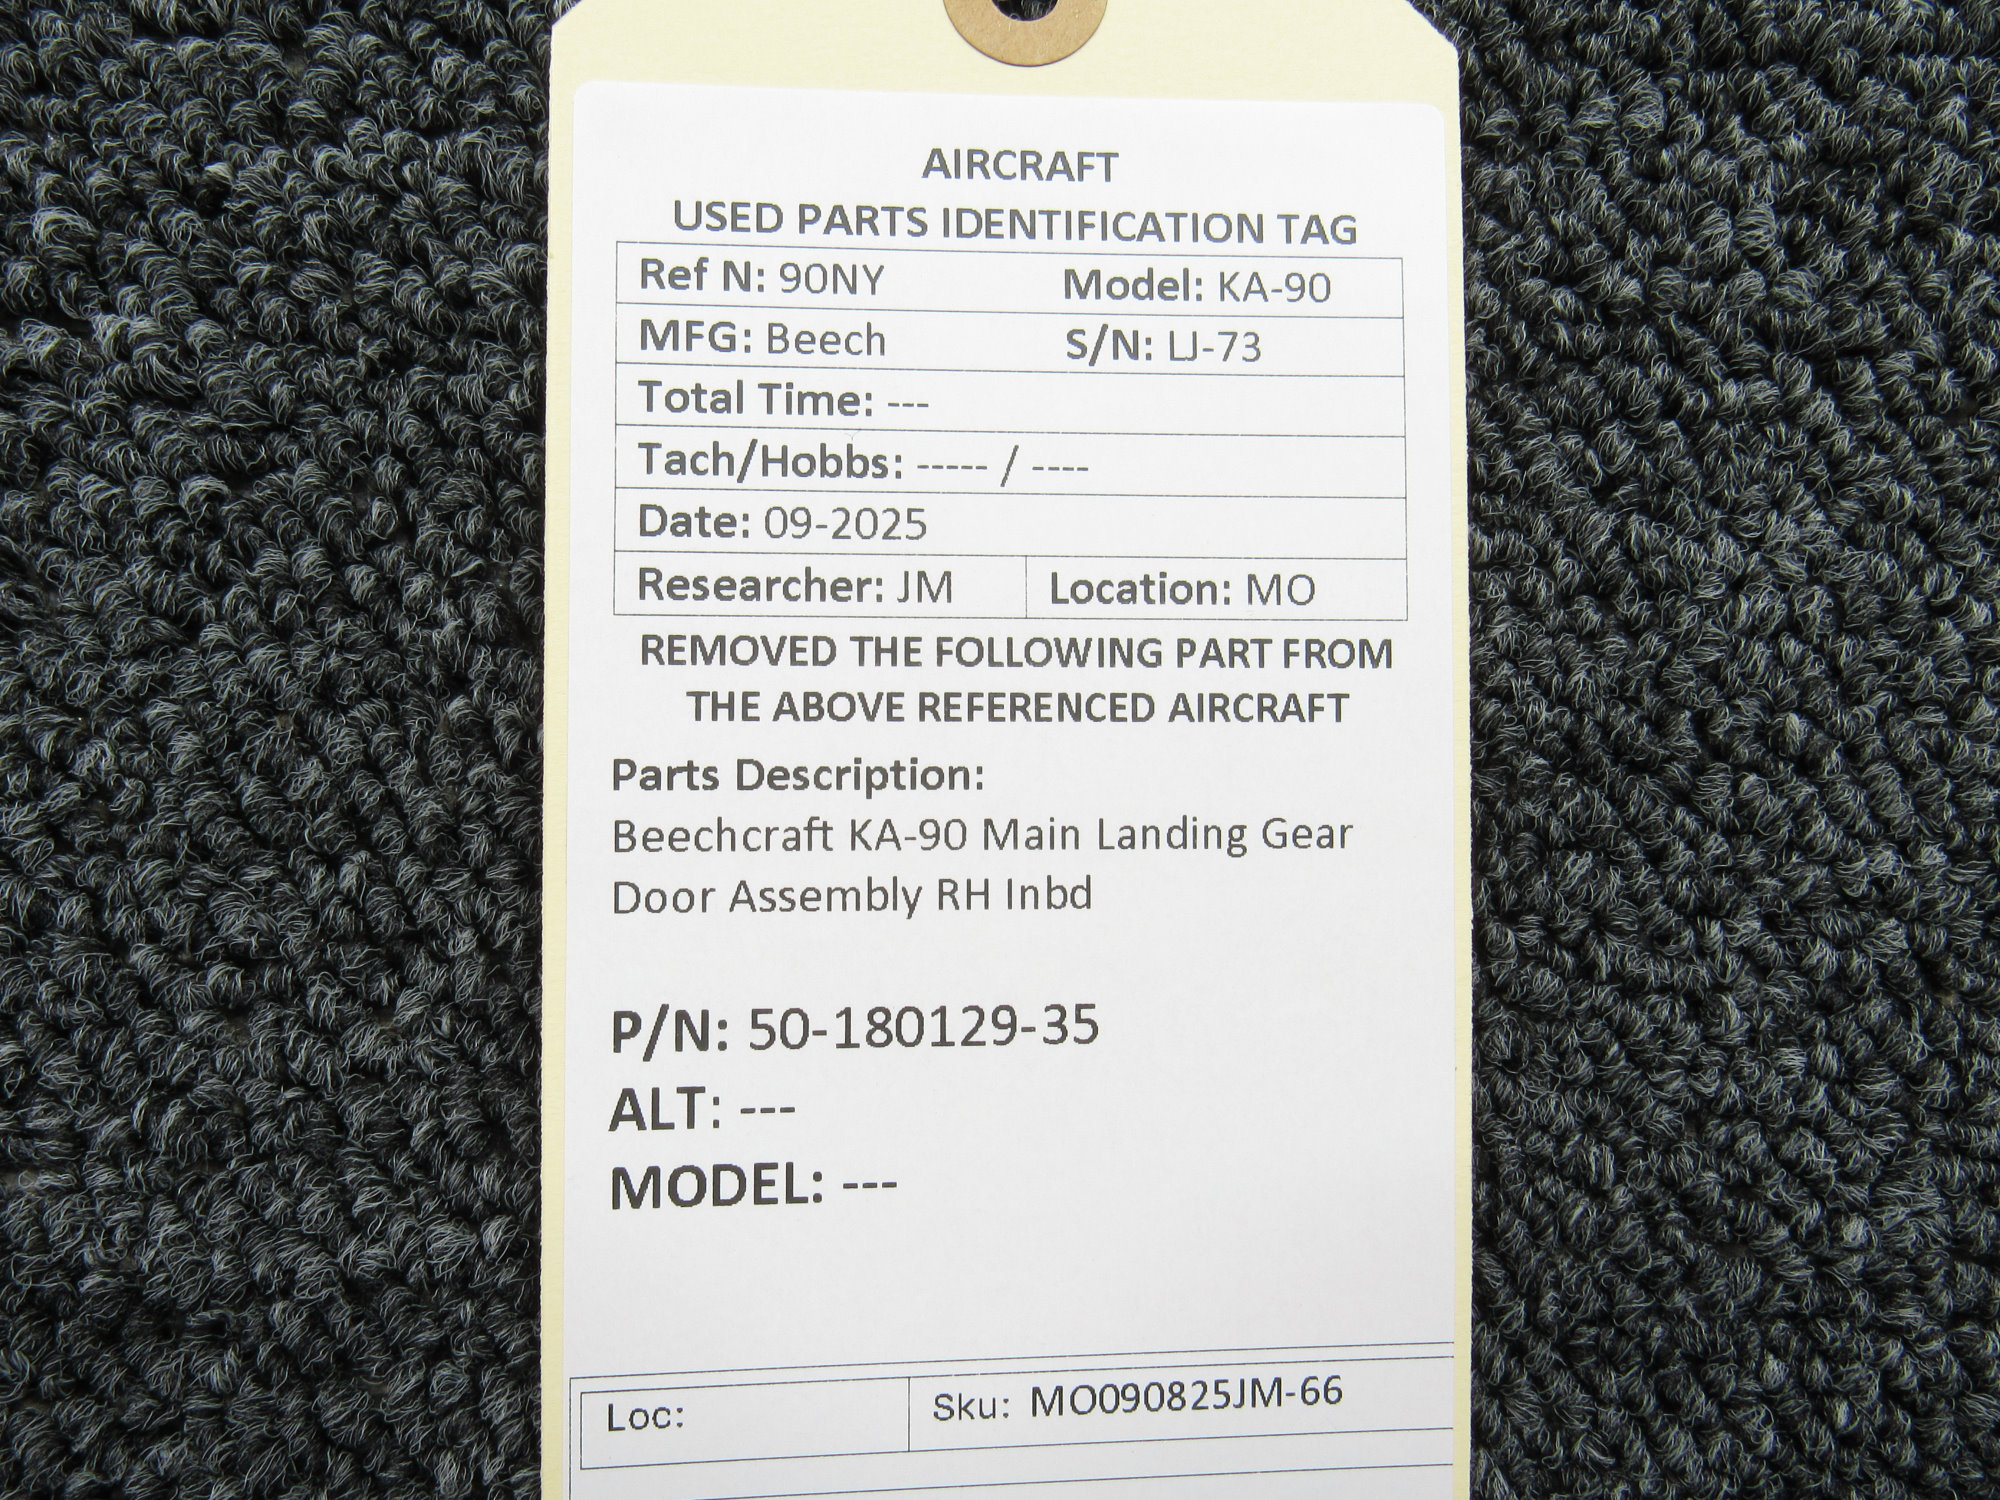 AIRCRAFT
USED PARTS IDENTIFICATION TAG
Ref N: 90NY Model: KA-90
MFG: Beech S/N: LJ-73
Total Time: ---
Tach/Hobbs: ----- / ----
Date: 09-2025
Researcher: JM Location: MO
REMOVED THE FOLLOWING PART FROM
THE ABOVE REFERENCED AIRCRAFT
Parts Description:
Beechcraft KA-90 Main Landing Gear
Door Assembly RH Inbd
P/N: 50-180129-35
ALT: ---
MODEL: ---
Loc: Sku: MO090825JM-66